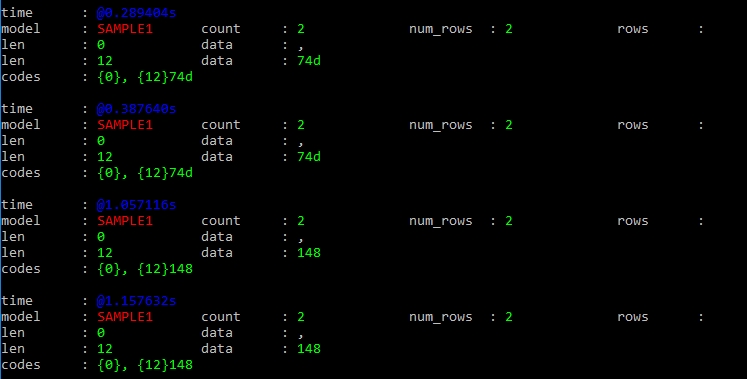 time : @0.289404s
model : SAMPLE1 count : 2 num_rows : 2 rows :
len : 0 data : ,
len : 12 data : 74d
codes : {0}, {12}74d
time : @0.387640s
model : SAMPLE1 count : 2 num_rows : 2 rows :
len : 0 data : ,
len : 12 data : 74d
codes : {0}, {12}74d
time : @1.057116s
model : SAMPLE1 count : 2 num_rows : 2 rows :
len : 0 data : ,
len : 12 data : 148
codes : {0}, {12}148
time : @1.157632s
model : SAMPLE1 count : 2 num_rows : 2 rows :
len : 0 data : ,
len : 12 data : 148
codes : {0}, {12}148